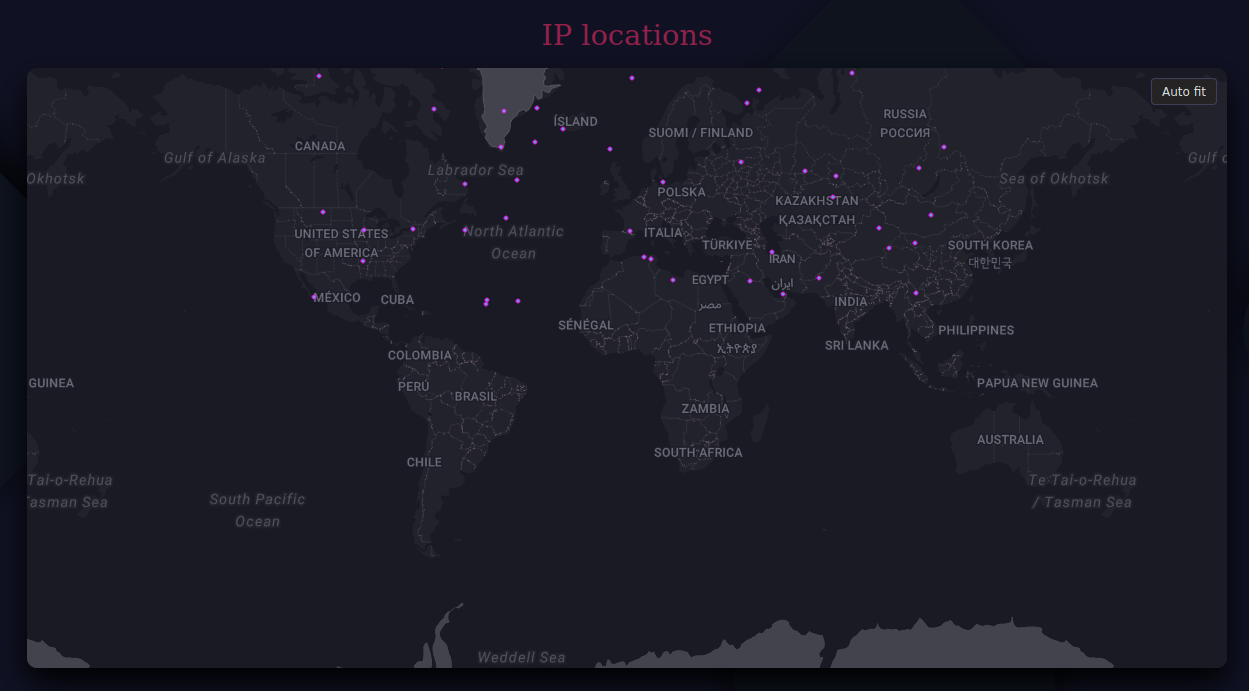 IP locations
Auto fit
ÍSLAND
RUSSIA
РОССИЯ
SUOMI / FINLAND
CANADA
Gulf of Alaska
Labrador Sea
Okhotsk
Sea of Okhotsk
Gulf o
POLSKA
KAZAKHSTAN
ҚАЗАҚСТАН
UNITED STATES
OF AMERICA
North Atlantic
Ocean
ITALIA
TÜRKIYE
SOUTH KOREA
대한민국
IRAN
ایران
EGYPT
مصر
MÉXICO
CUBA
INDIA
SÉNÉGAL
ETHIOPIA
ኢትዮጵያ
PHILIPPINES
SRI LANKA
COLOMBIA
GUINEA
PERÚ
BRASIL
PAPUA NEW GUINEA
ZAMBIA
AUSTRALIA
SOUTH AFRICA
CHILE
Tai-o-Rehua
Tasman Sea
South Pacific
Ocean
Te Tai-o-Rehua
/ Tasman Sea
Weddell Sea